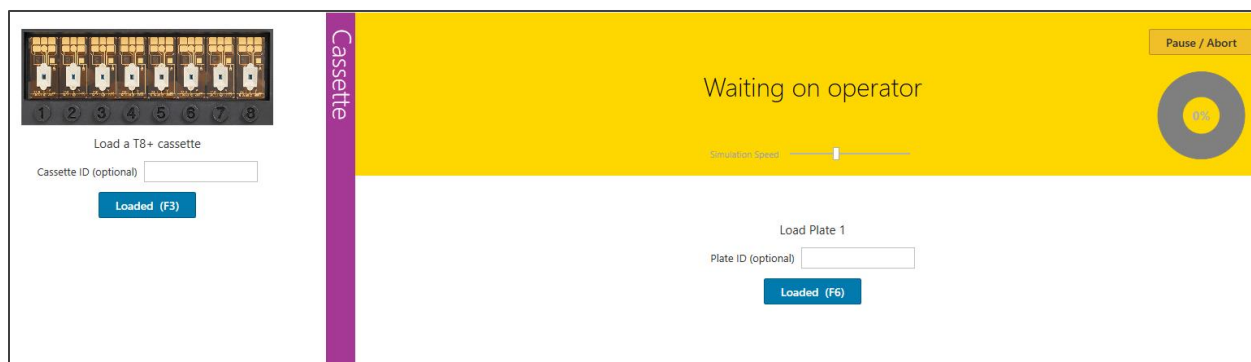 1 2 3 4 5 6 7 8
Load a T8+ cassette
Cassette ID (optional)
Loaded (F3)
Cassette
Pause / Abort
Waiting on operator
0%
Simulation Speed
Load Plate 1
Plate ID (optional)
Loaded (F6)